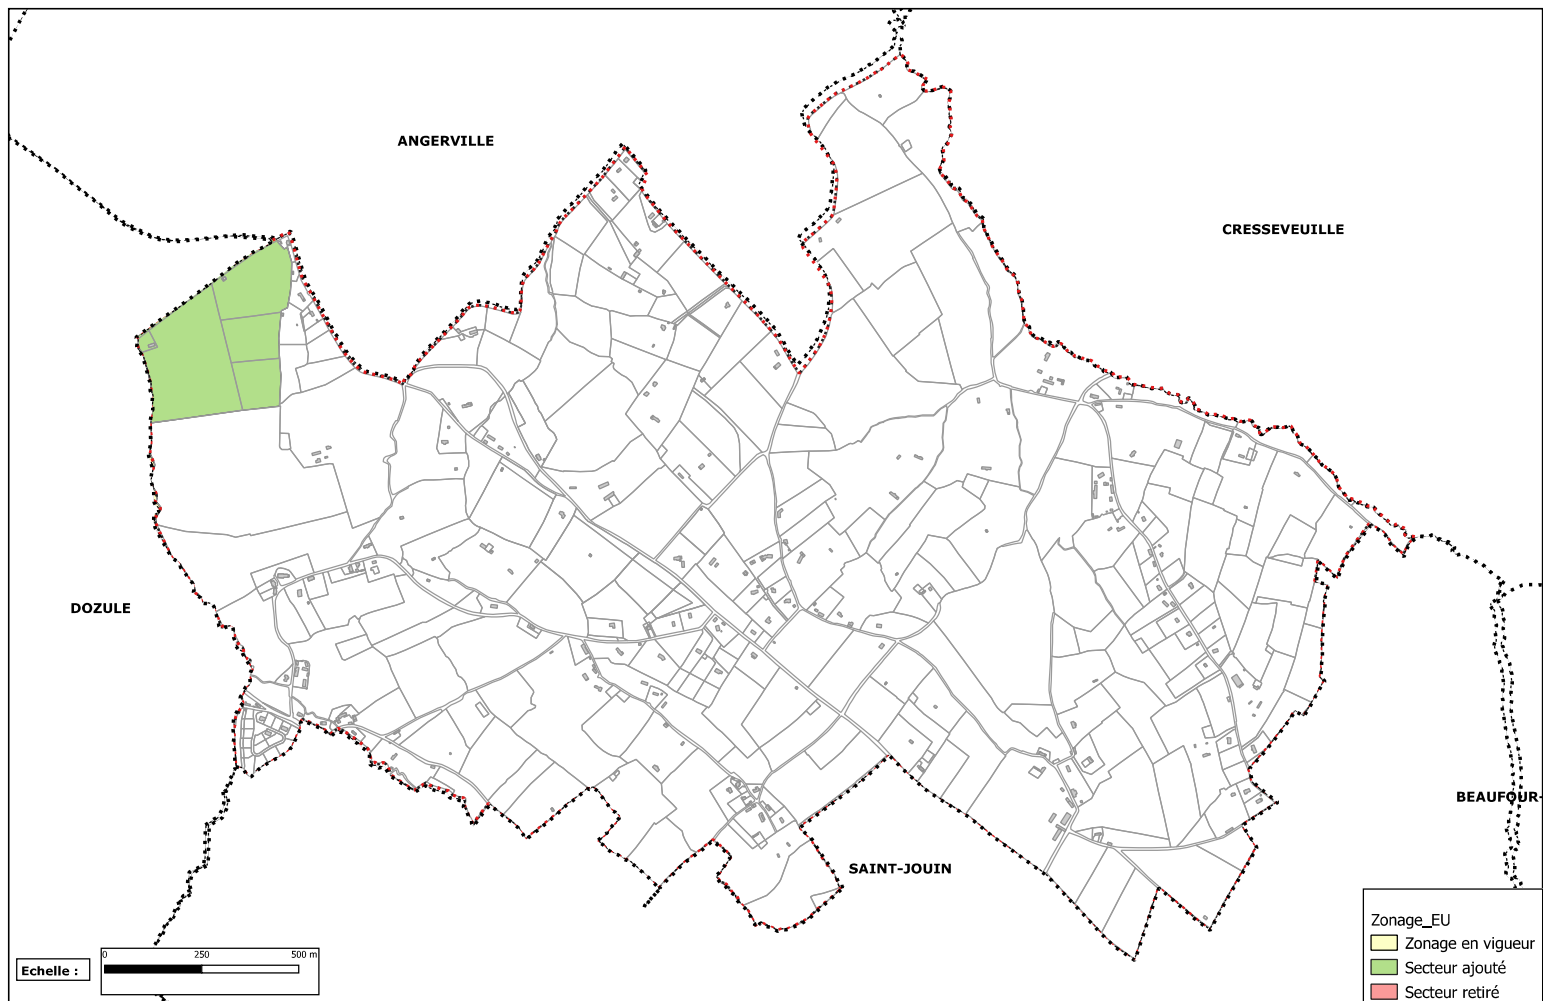 ANGERVILLE
CRESSEVEUILLE
DOZULE
BEAUFOUR-
SAINT-JOUIN
Zonage_EU
Zonage en vigueur
Secteur ajouté
Secteur retiré
Echelle :
0 250 500 m